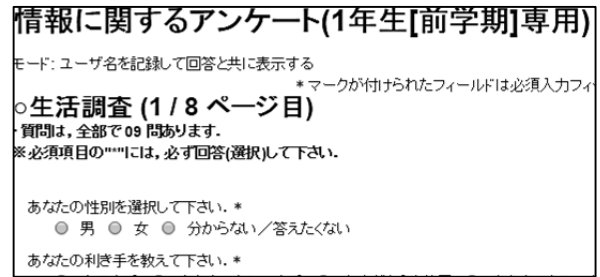 情報に関するアンケート(1年生[前学期]専用)
モード: ユーザ名を記録して回答と共に表示する
*マークが付けられたフィールドは必須入力フィ
○生活調査 (1 / 8 ページ目)
・質問は，全部で 09 問あります．
※必須項目の"*"には，必ず回答(選択)して下さい．
あなたの性別を選択して下さい．*
男 女 分からない／答えたくない
あなたの利き手を教えて下さい．*